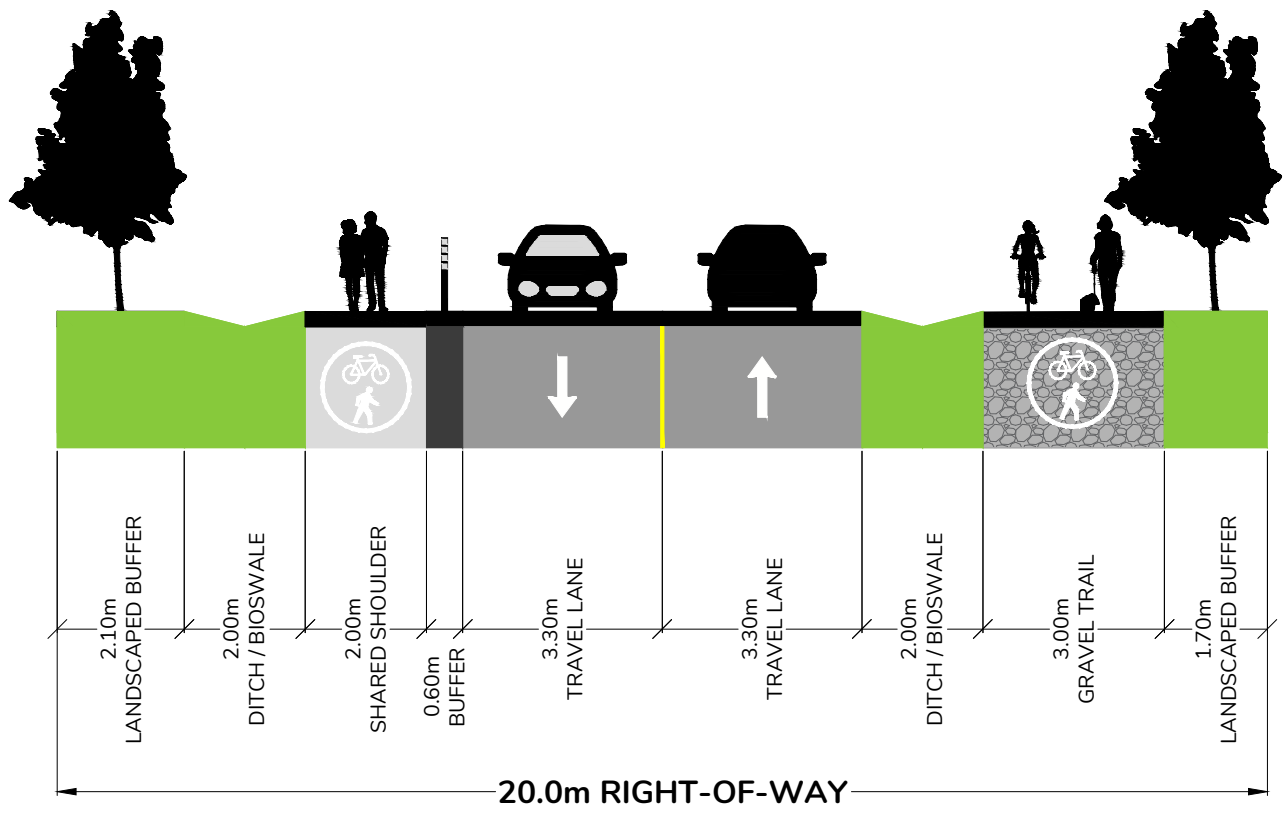 2.10m
LANDSCAPED BUFFER
2.00m
DITCH / BIOSWALE
2.00m
SHARED SHOULDER
0.60m
BUFFER
3.30m
TRAVEL LANE
3.30m
TRAVEL LANE
2.00m
DITCH / BIOSWALE
3.00m
GRAVEL TRAIL
1.70m
LANDSCAPED BUFFER
20.0m RIGHT-OF-WAY